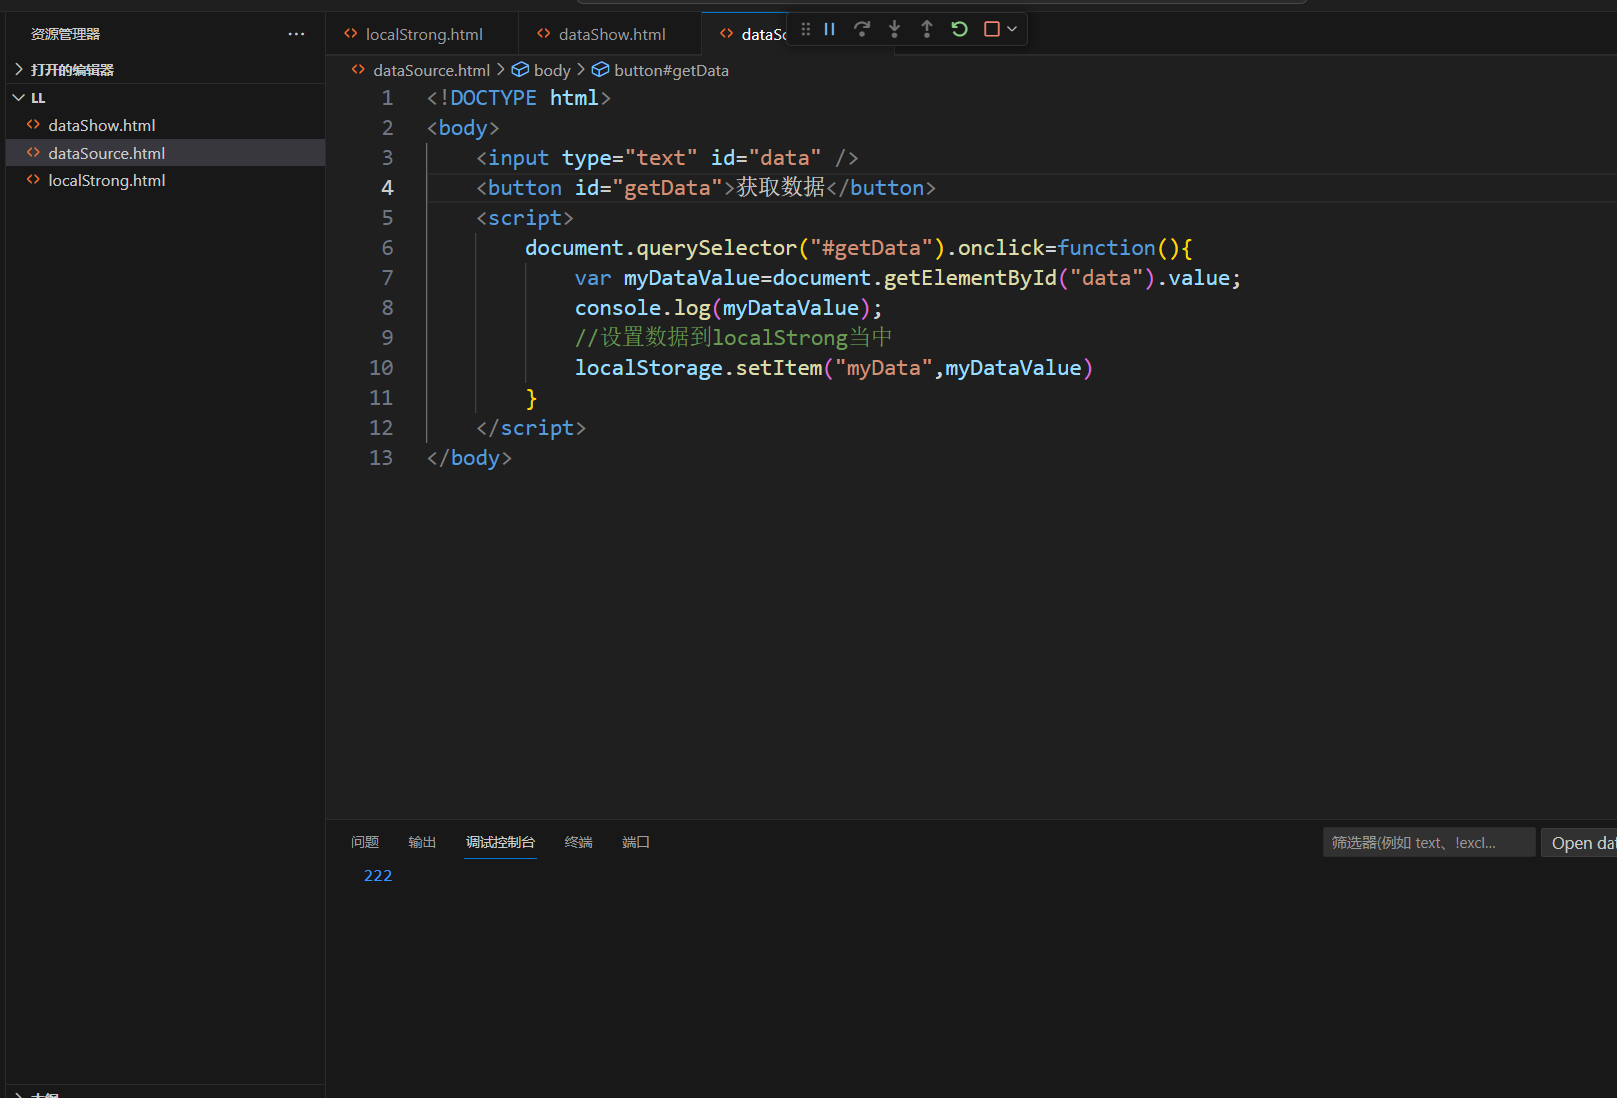 资源管理器 ···
打开的编辑器
LL
dataShow.html
dataSource.html
localStrong.html
localStrong.html dataShow.html dataSo
dataSource.html > body > button#getData
1 <!DOCTYPE html>
2 <body>
3 <input type="text" id="data" />
4 <button id="getData">获取数据</button>
5 <script>
6 document.querySelector("#getData").onclick=function(){
7 var myDataValue=document.getElementById("data").value;
8 console.log(myDataValue);
9 //设置数据到localStrong当中
10 localStorage.setItem("myData",myDataValue)
11 }
12 </script>
13 </body>
问题 输出 调试控制台 终端 端口 筛选器(例如 text、!excl... Open dat
222